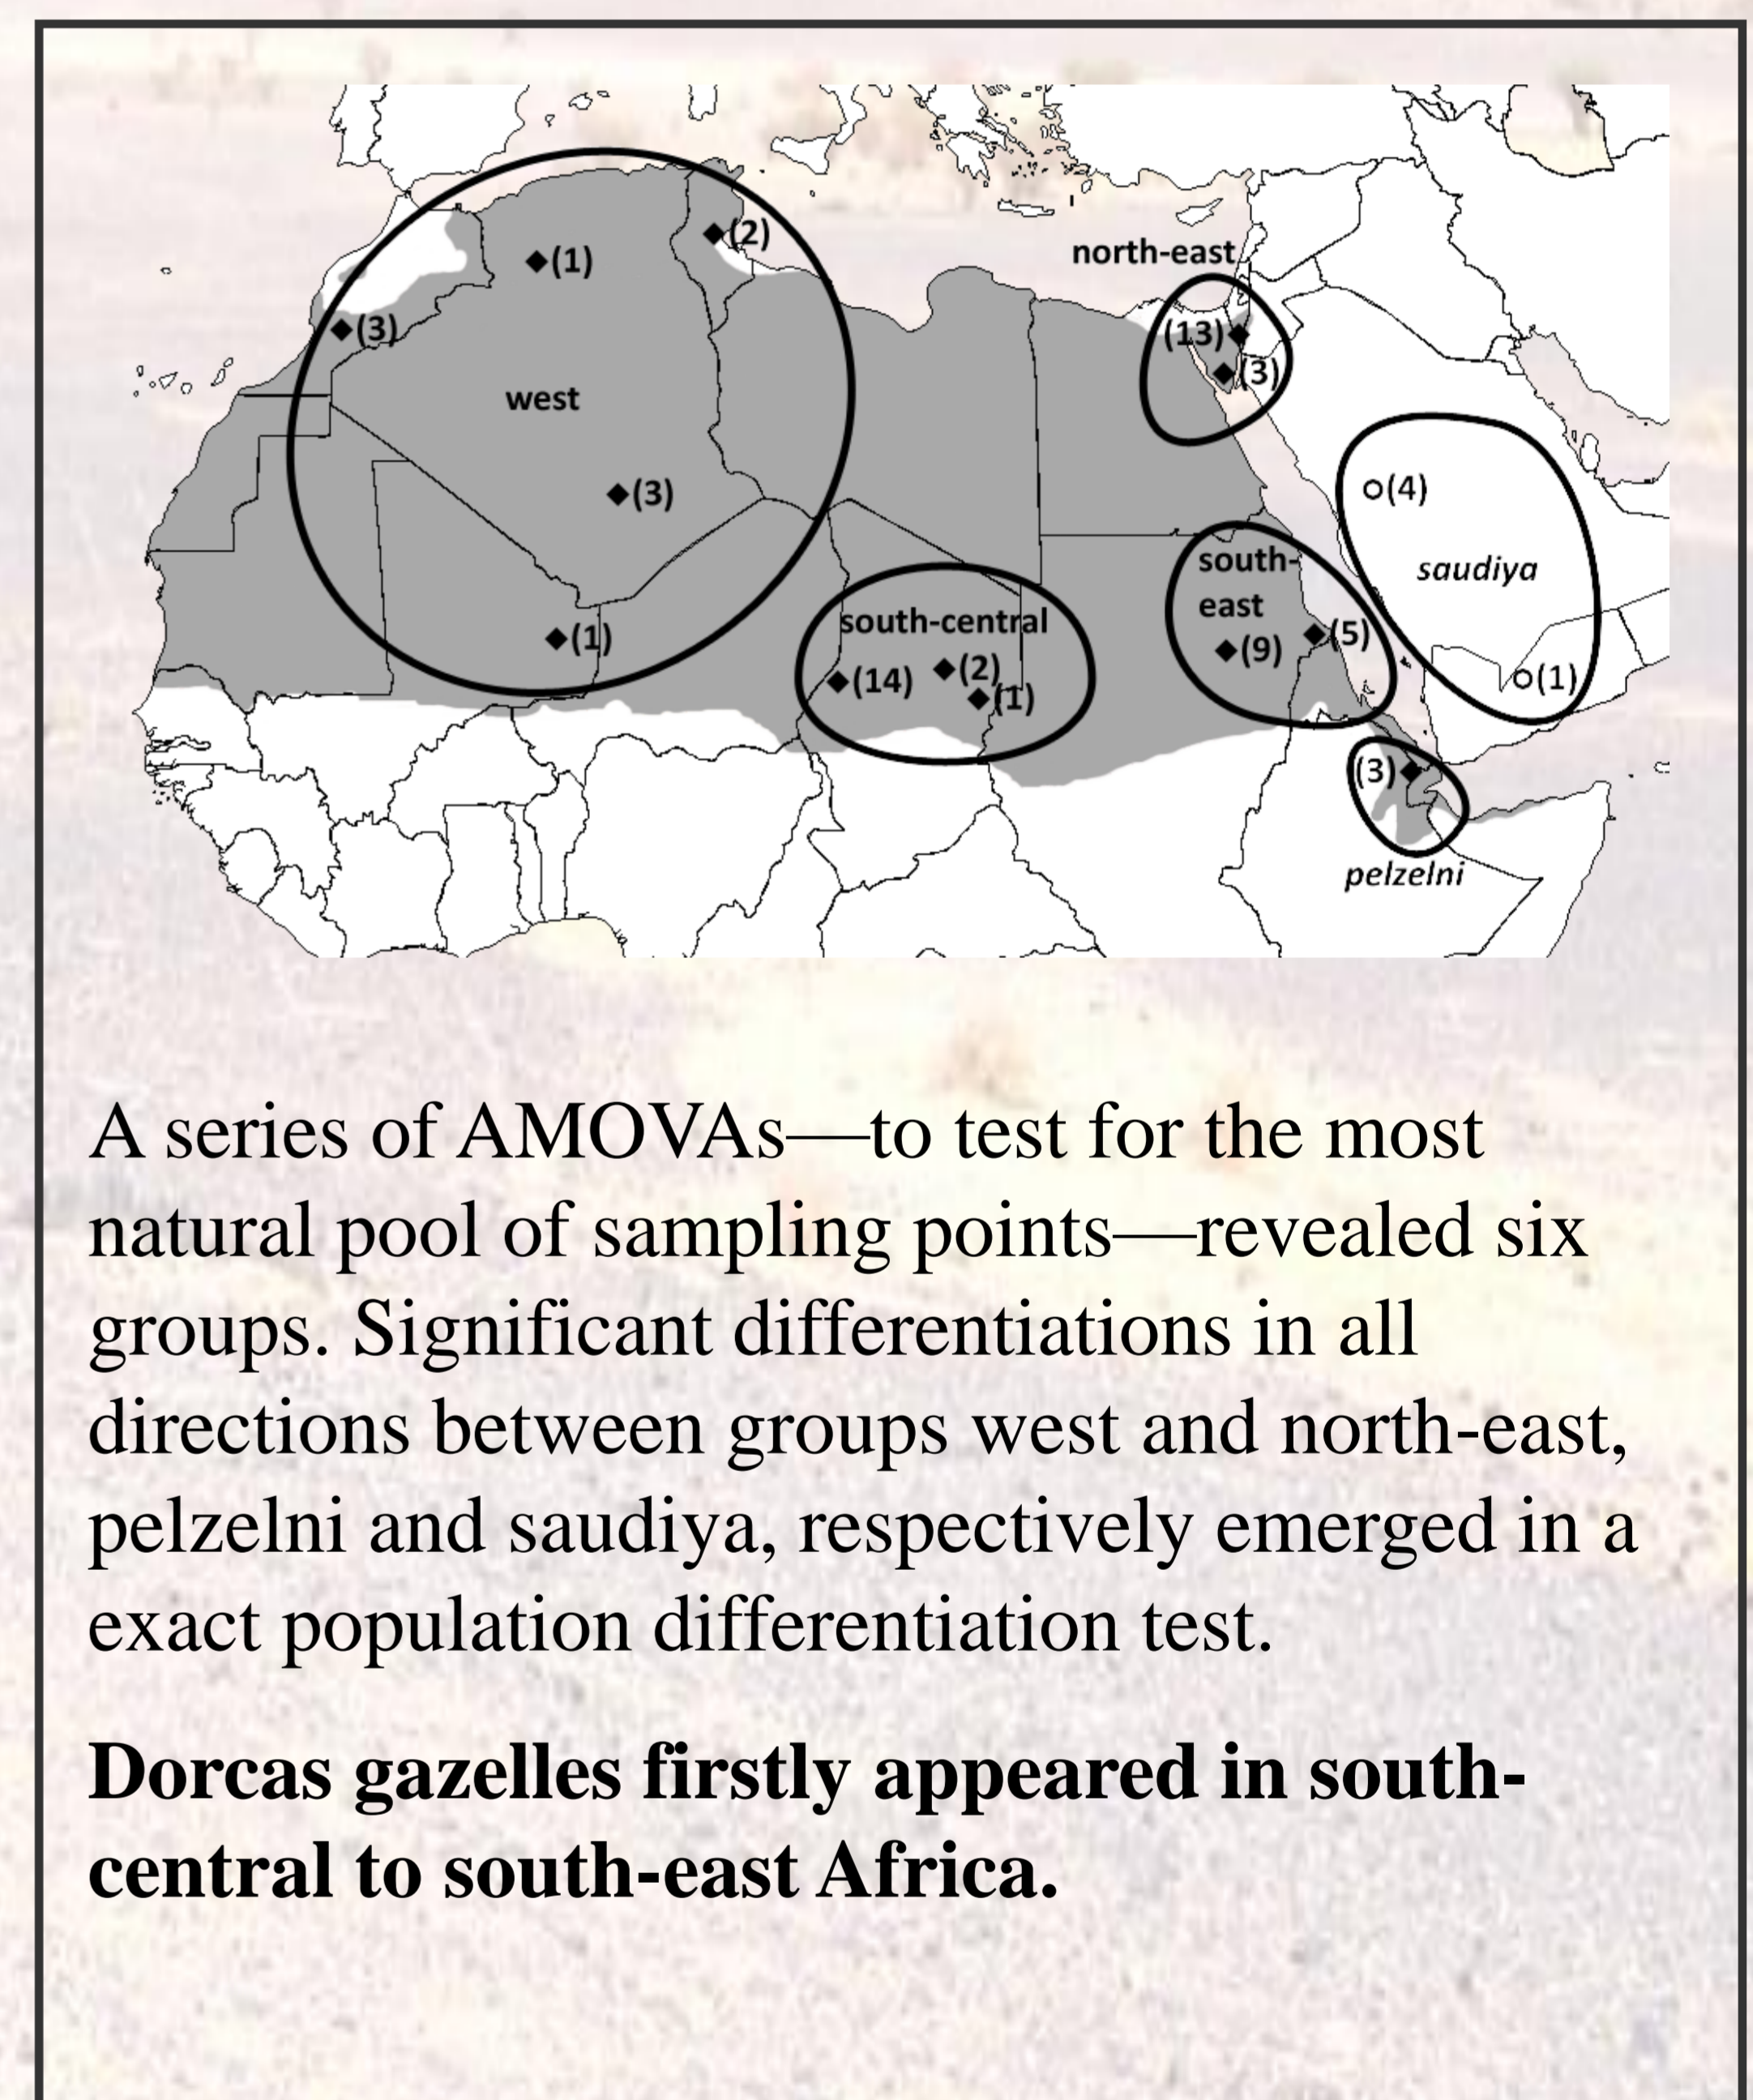 (2)
north-east
(1)
(3)
(13)
(3)
west
(4)
(3)
south-
east
saudiya
south-central
(1)
(5)
(9)
(2)
(14)
(1)
(1)
(3)
pelzelni
A series of AMOVAs—to test for the most
natural pool of sampling points—revealed six
groups. Significant differentiations in all
directions between groups west and north-east,
pelzelni and saudiya, respectively emerged in a
exact population differentiation test.
Dorcas gazelles firstly appeared in south-
central to south-east Africa.